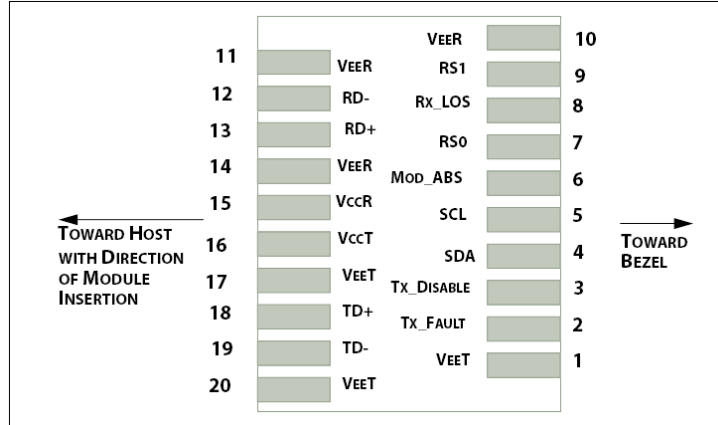 11 VEER
12 RD-
13 RD+
14 VEER
15 VCCR
16 VCCT
17 VEET
18 TD+
19 TD-
20 VEET
VEER 10
RS1 9
RX_LOS 8
RS0 7
MOD_ABS 6
SCL 5
SDA 4
TX_DISABLE 3
TX_FAULT 2
VEET 1
TOWARD HOST
WITH DIRECTION
OF MODULE
INSERTION
TOWARD
BEZEL